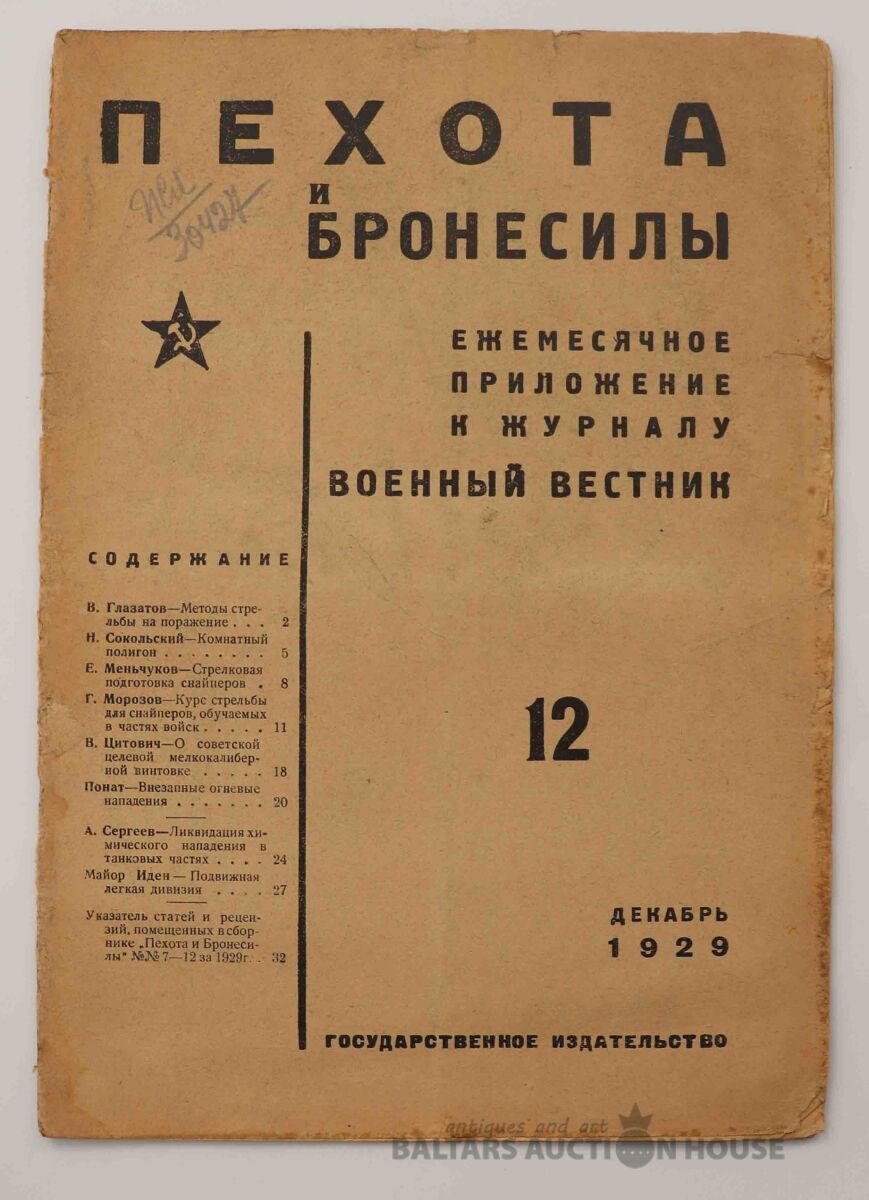 ПЕХОТА
И
БРОНЕСИЛЫ
30427
ЕЖЕМЕСЯЧНОЕ
ПРИЛОЖЕНИЕ
К ЖУРНАЛУ
ВОЕННЫЙ ВЕСТНИК
СОДЕРЖАНИЕ
В. Глазатов—Методы стре-
льбы на поражение . . . 2
Н. Сокольский—Комнатный
полигон . . . . . . . . 5
Е. Меньчуков—Стрелковая
подготовка снайперов . 8
Г. Морозов—Курс стрельбы
для снайперов, обучаемых
в частях войск . . . . . 11
В. Цитович—О советской
целевой мелкокалибер-
ной винтовке . . . . . 18
Понат—Внезапные огневые
нападения . . . . . . . 20
А. Сергеев—Ликвидация хи-
мического нападения в
танковых частях . . . . 24
Майор Иден — Подвижная
легкая дивизия . . . . 27
Указатель статей и рецен-
зий, помещенных в сбор-
нике „Пехота и Бронеси-
лы" №№ 7—12 за 1929г. . 32
12
ДЕКАБРЬ
1929
ГОСУДАРСТВЕННОЕ ИЗДАТЕЛЬСТВО
antiques and art
BALTARS AUCTION HOUSE